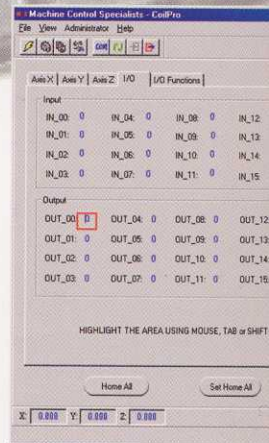 Machine Control Specialists - CoilPro
File View Administrator Help
Axis X Axis Y Axis Z I/O I/O Functions
Input
IN_00: 0 IN_04: 0 IN_08: 0 IN_12:
IN_01: 0 IN_05: 0 IN_09: 0 IN_13:
IN_02: 0 IN_06: 0 IN_10: 0 IN_14:
IN_03: 0 IN_07: 0 IN_11: 0 IN_15:
Output
OUT_00: 0 OUT_04: 0 OUT_08: 0 OUT_12:
OUT_01: 0 OUT_05: 0 OUT_09: 0 OUT_13:
OUT_02: 0 OUT_06: 0 OUT_10: 0 OUT_14:
OUT_03: 0 OUT_07: 0 OUT_11: 0 OUT_15:
HIGHLIGHT THE AREA USING MOUSE, TAB or SHIFT
Home All Set Home All
X: 0.000 Y: 0.000 Z: 0.000